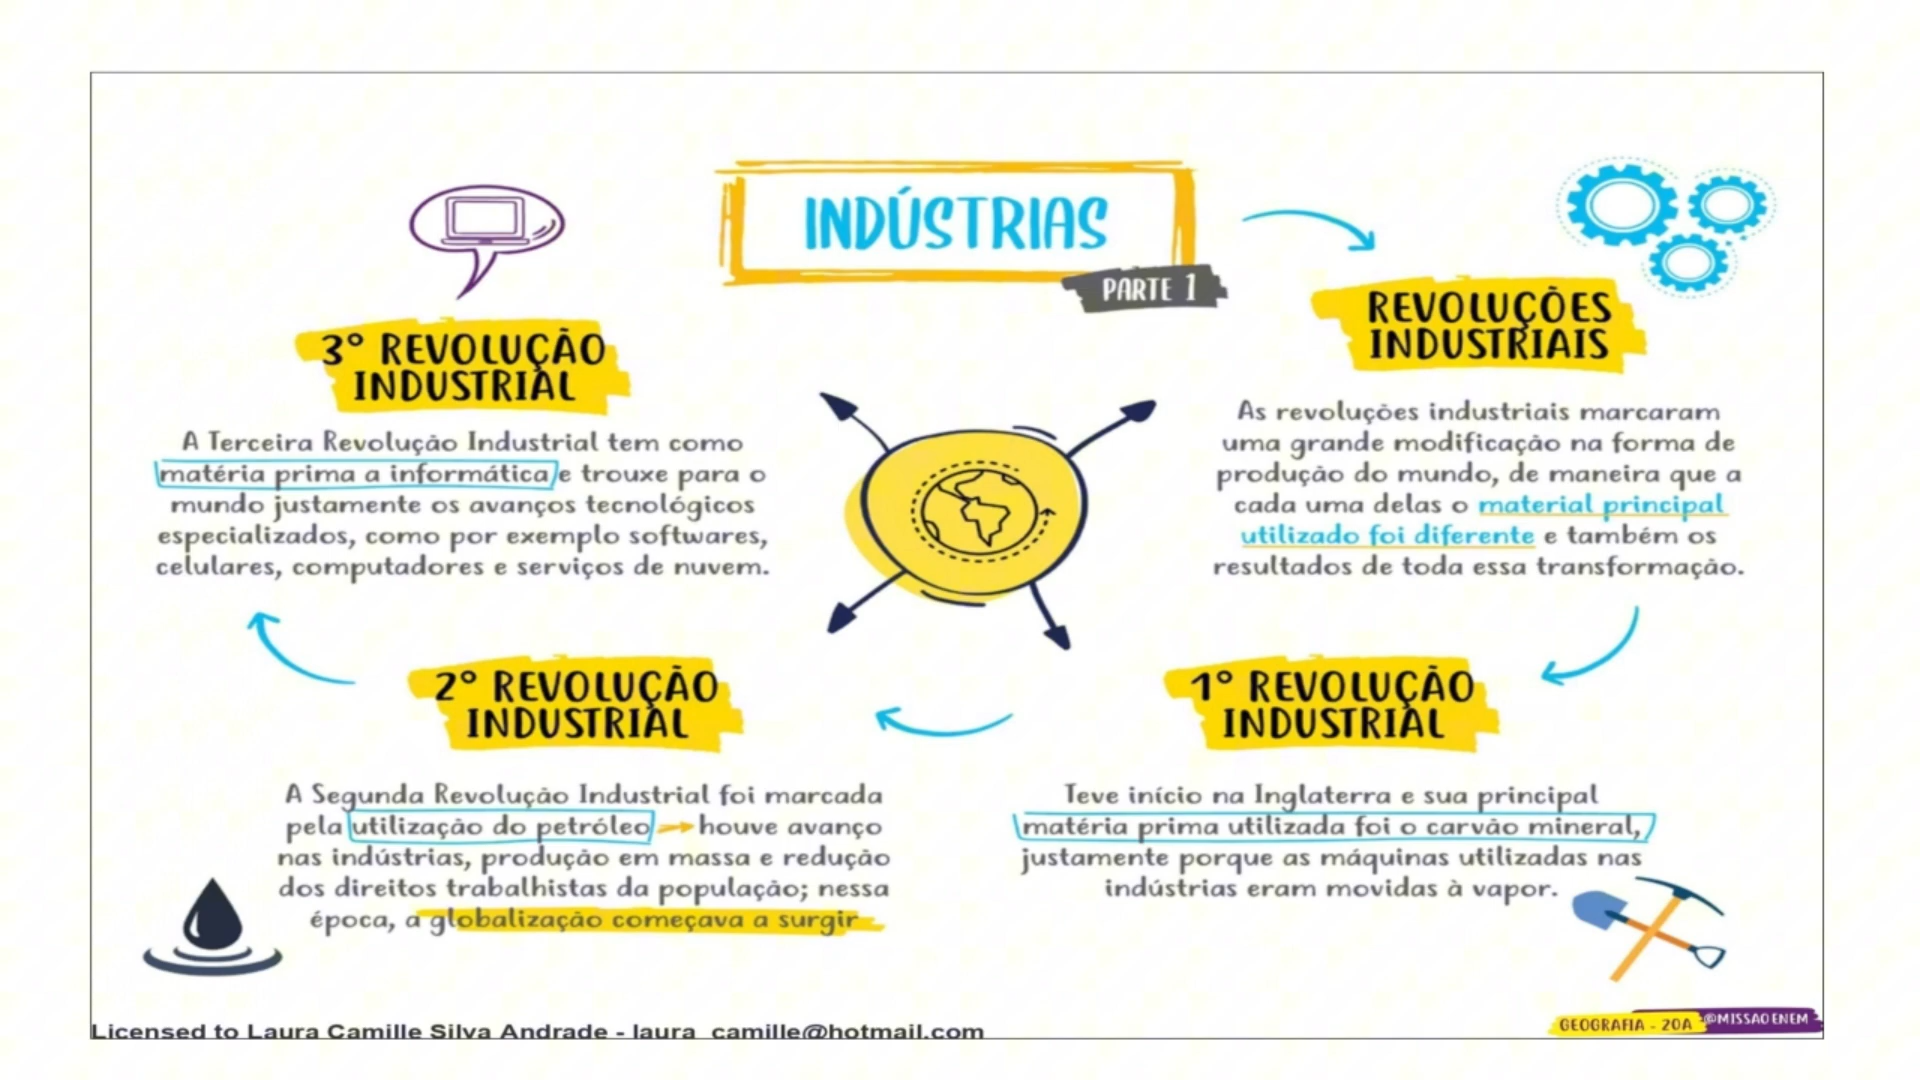 INDÚSTRIAS
PARTE 1
REVOLUÇÕES
INDUSTRIAIS
As revoluções industriais marcaram
uma grande modificação na forma de
produção do mundo, de maneira que a
cada uma delas o material principal
utilizado foi diferente e também os
resultados de toda essa transformação.
1° REVOLUÇÃO
INDUSTRIAL
Teve início na Inglaterra e sua principal
matéria prima utilizada foi o carvão mineral,
justamente porque as máquinas utilizadas nas
indústrias eram movidas à vapor.
2° REVOLUÇÃO
INDUSTRIAL
A Segunda Revolução Industrial foi marcada
pela utilização do petróleo → houve avanço
nas indústrias, produção em massa e redução
dos direitos trabalhistas da população; nessa
época, a globalização começava a surgir
3° REVOLUÇÃO
INDUSTRIAL
A Terceira Revolução Industrial tem como
matéria prima a informática e trouxe para o
mundo justamente os avanços tecnológicos
especializados, como por exemplo softwares,
celulares, computadores e serviços de nuvem.
Licensed to Laura Camille Silva Andrade - laura_camille@hotmail.com
GEOGRAFIA - 20A @MISSAOENEM